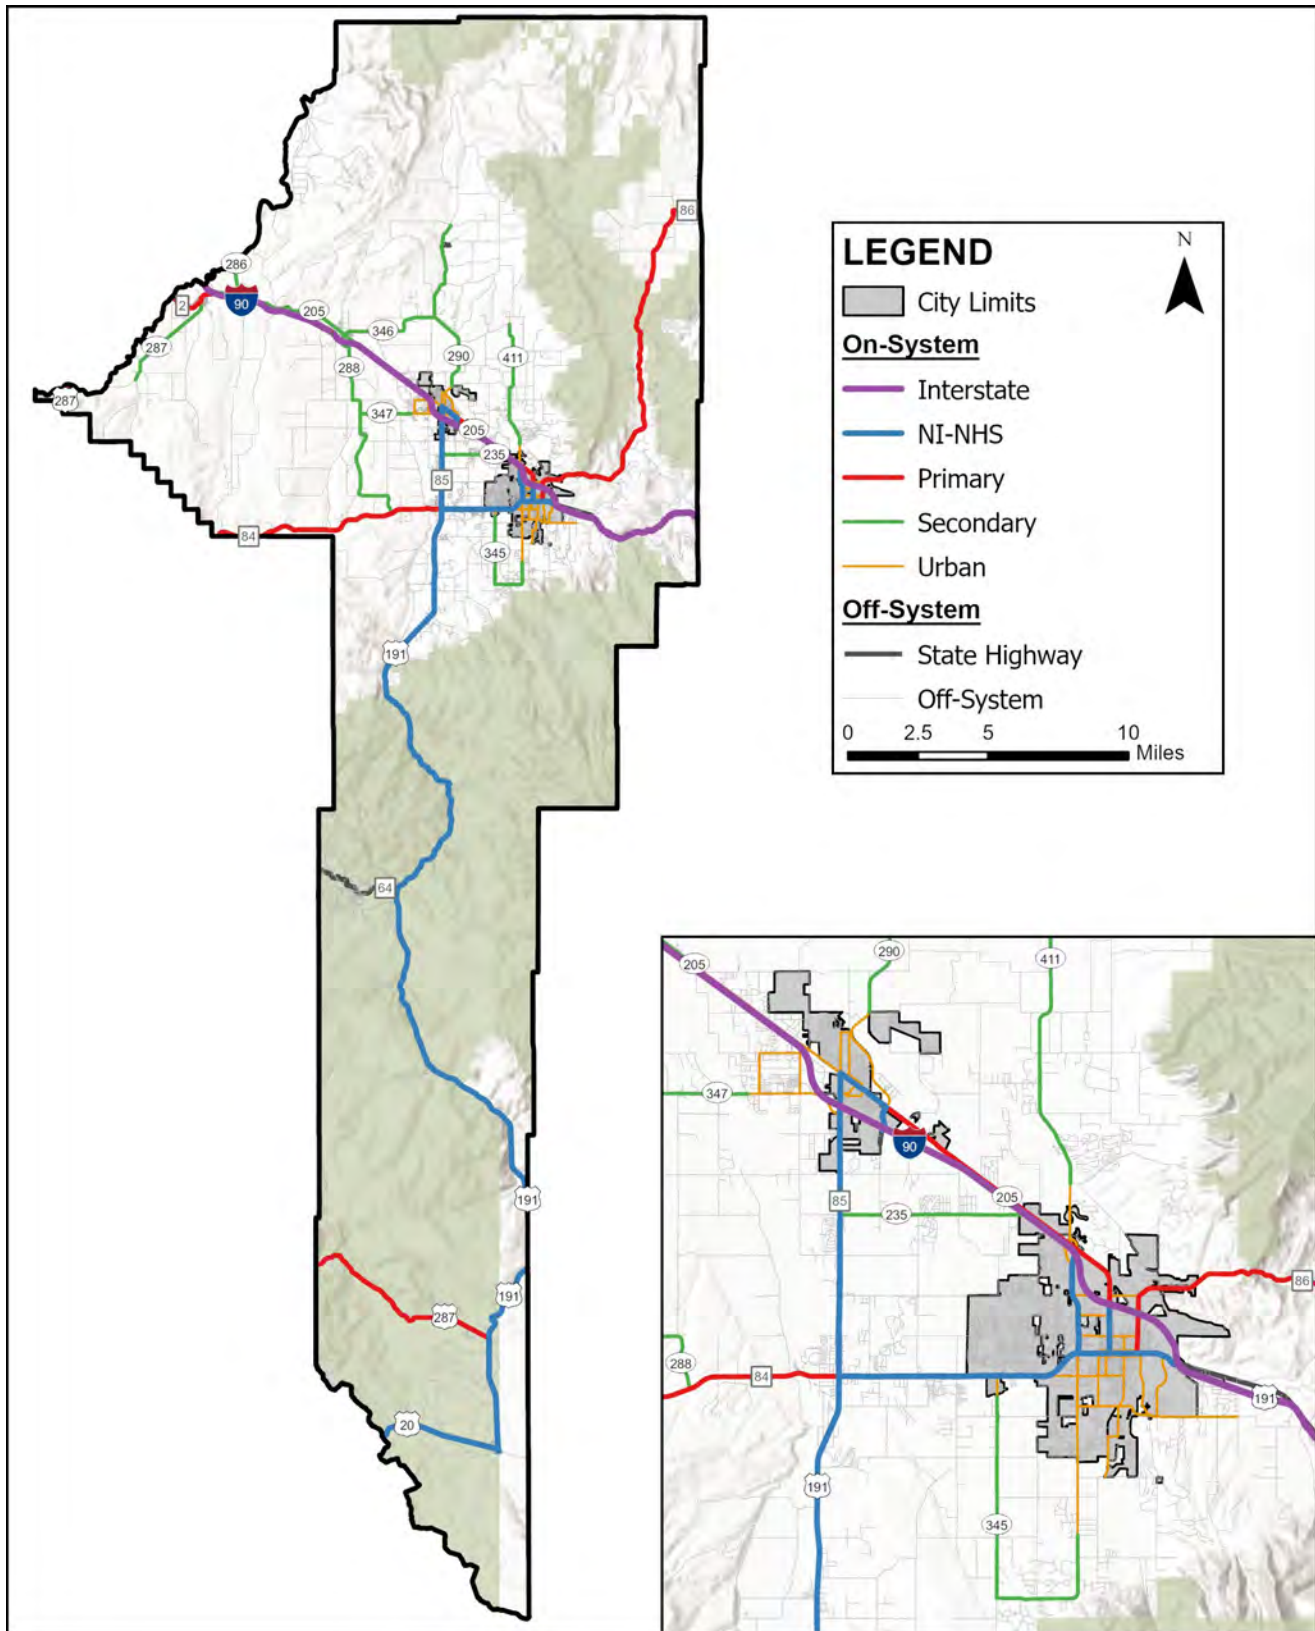 86
286
2
90
205
287
346
288
290
411
287
347
205
235
85
84
345
191
64
191
191
287
20
LEGEND
N
City Limits
On-System
Interstate
NI-NHS
Primary
Secondary
Urban
Off-System
State Highway
Off-System
0 2.5 5 10
Miles
290
411
205
347
90
85
205
235
86
288
84
191
191
345